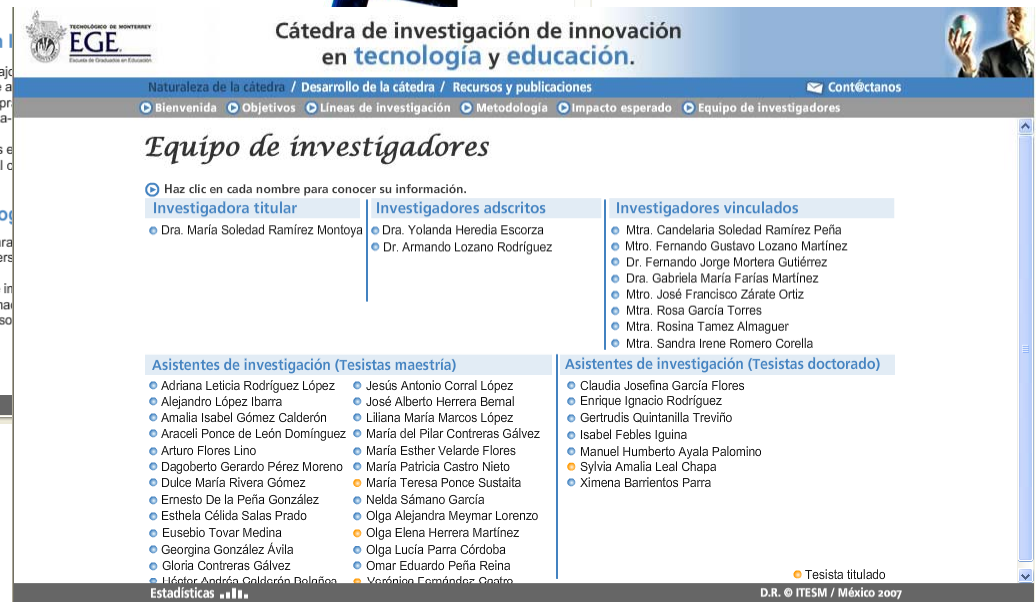 TECNOLÓGICO DE MONTERREY
EGE
Escuela de Graduados en Educación
Cátedra de investigación de innovación
en tecnología y educación.
Naturaleza de la cátedra / Desarrollo de la cátedra / Recursos y publicaciones
Cont@ctanos
Bienvenida Objetivos Líneas de investigación Metodología Impacto esperado Equipo de investigadores
Equipo de investigadores
Haz clic en cada nombre para conocer su información.
Investigadora titular
Dra. María Soledad Ramírez Montoya
Investigadores adscritos
Dra. Yolanda Heredia Escorza
Dr. Armando Lozano Rodríguez
Investigadores vinculados
Mtra. Candelaria Soledad Ramírez Peña
Mtro. Fernando Gustavo Lozano Martínez
Dr. Fernando Jorge Mortera Gutiérrez
Dra. Gabriela María Farías Martínez
Mtro. José Francisco Zárate Ortiz
Mtra. Rosa García Torres
Mtra. Rosina Tamez Almaguer
Mtra. Sandra Irene Romero Corella
Asistentes de investigación (Tesistas maestría)
Adriana Leticia Rodríguez López
Alejandro López Ibarra
Amalia Isabel Gómez Calderón
Araceli Ponce de León Domínguez
Arturo Flores Lino
Dagoberto Gerardo Pérez Moreno
Dulce María Rivera Gómez
Ernesto De la Peña González
Esthela Célida Salas Prado
Eusebio Tovar Medina
Georgina González Ávila
Gloria Contreras Gálvez
Jesús Antonio Corral López
José Alberto Herrera Bernal
Liliana María Marcos López
María del Pilar Contreras Gálvez
María Esther Velarde Flores
María Patricia Castro Nieto
María Teresa Ponce Sustaita
Nelda Sámano García
Olga Alejandra Meymar Lorenzo
Olga Elena Herrera Martínez
Olga Lucía Parra Córdoba
Omar Eduardo Peña Reina
Asistentes de investigación (Tesistas doctorado)
Claudia Josefina García Flores
Enrique Ignacio Rodríguez
Gertrudis Quintanilla Treviño
Isabel Febles Iguina
Manuel Humberto Ayala Palomino
Sylvia Amalia Leal Chapa
Ximena Barrientos Parra
Tesista titulado
Estadísticas
D.R. © ITESM / México 2007